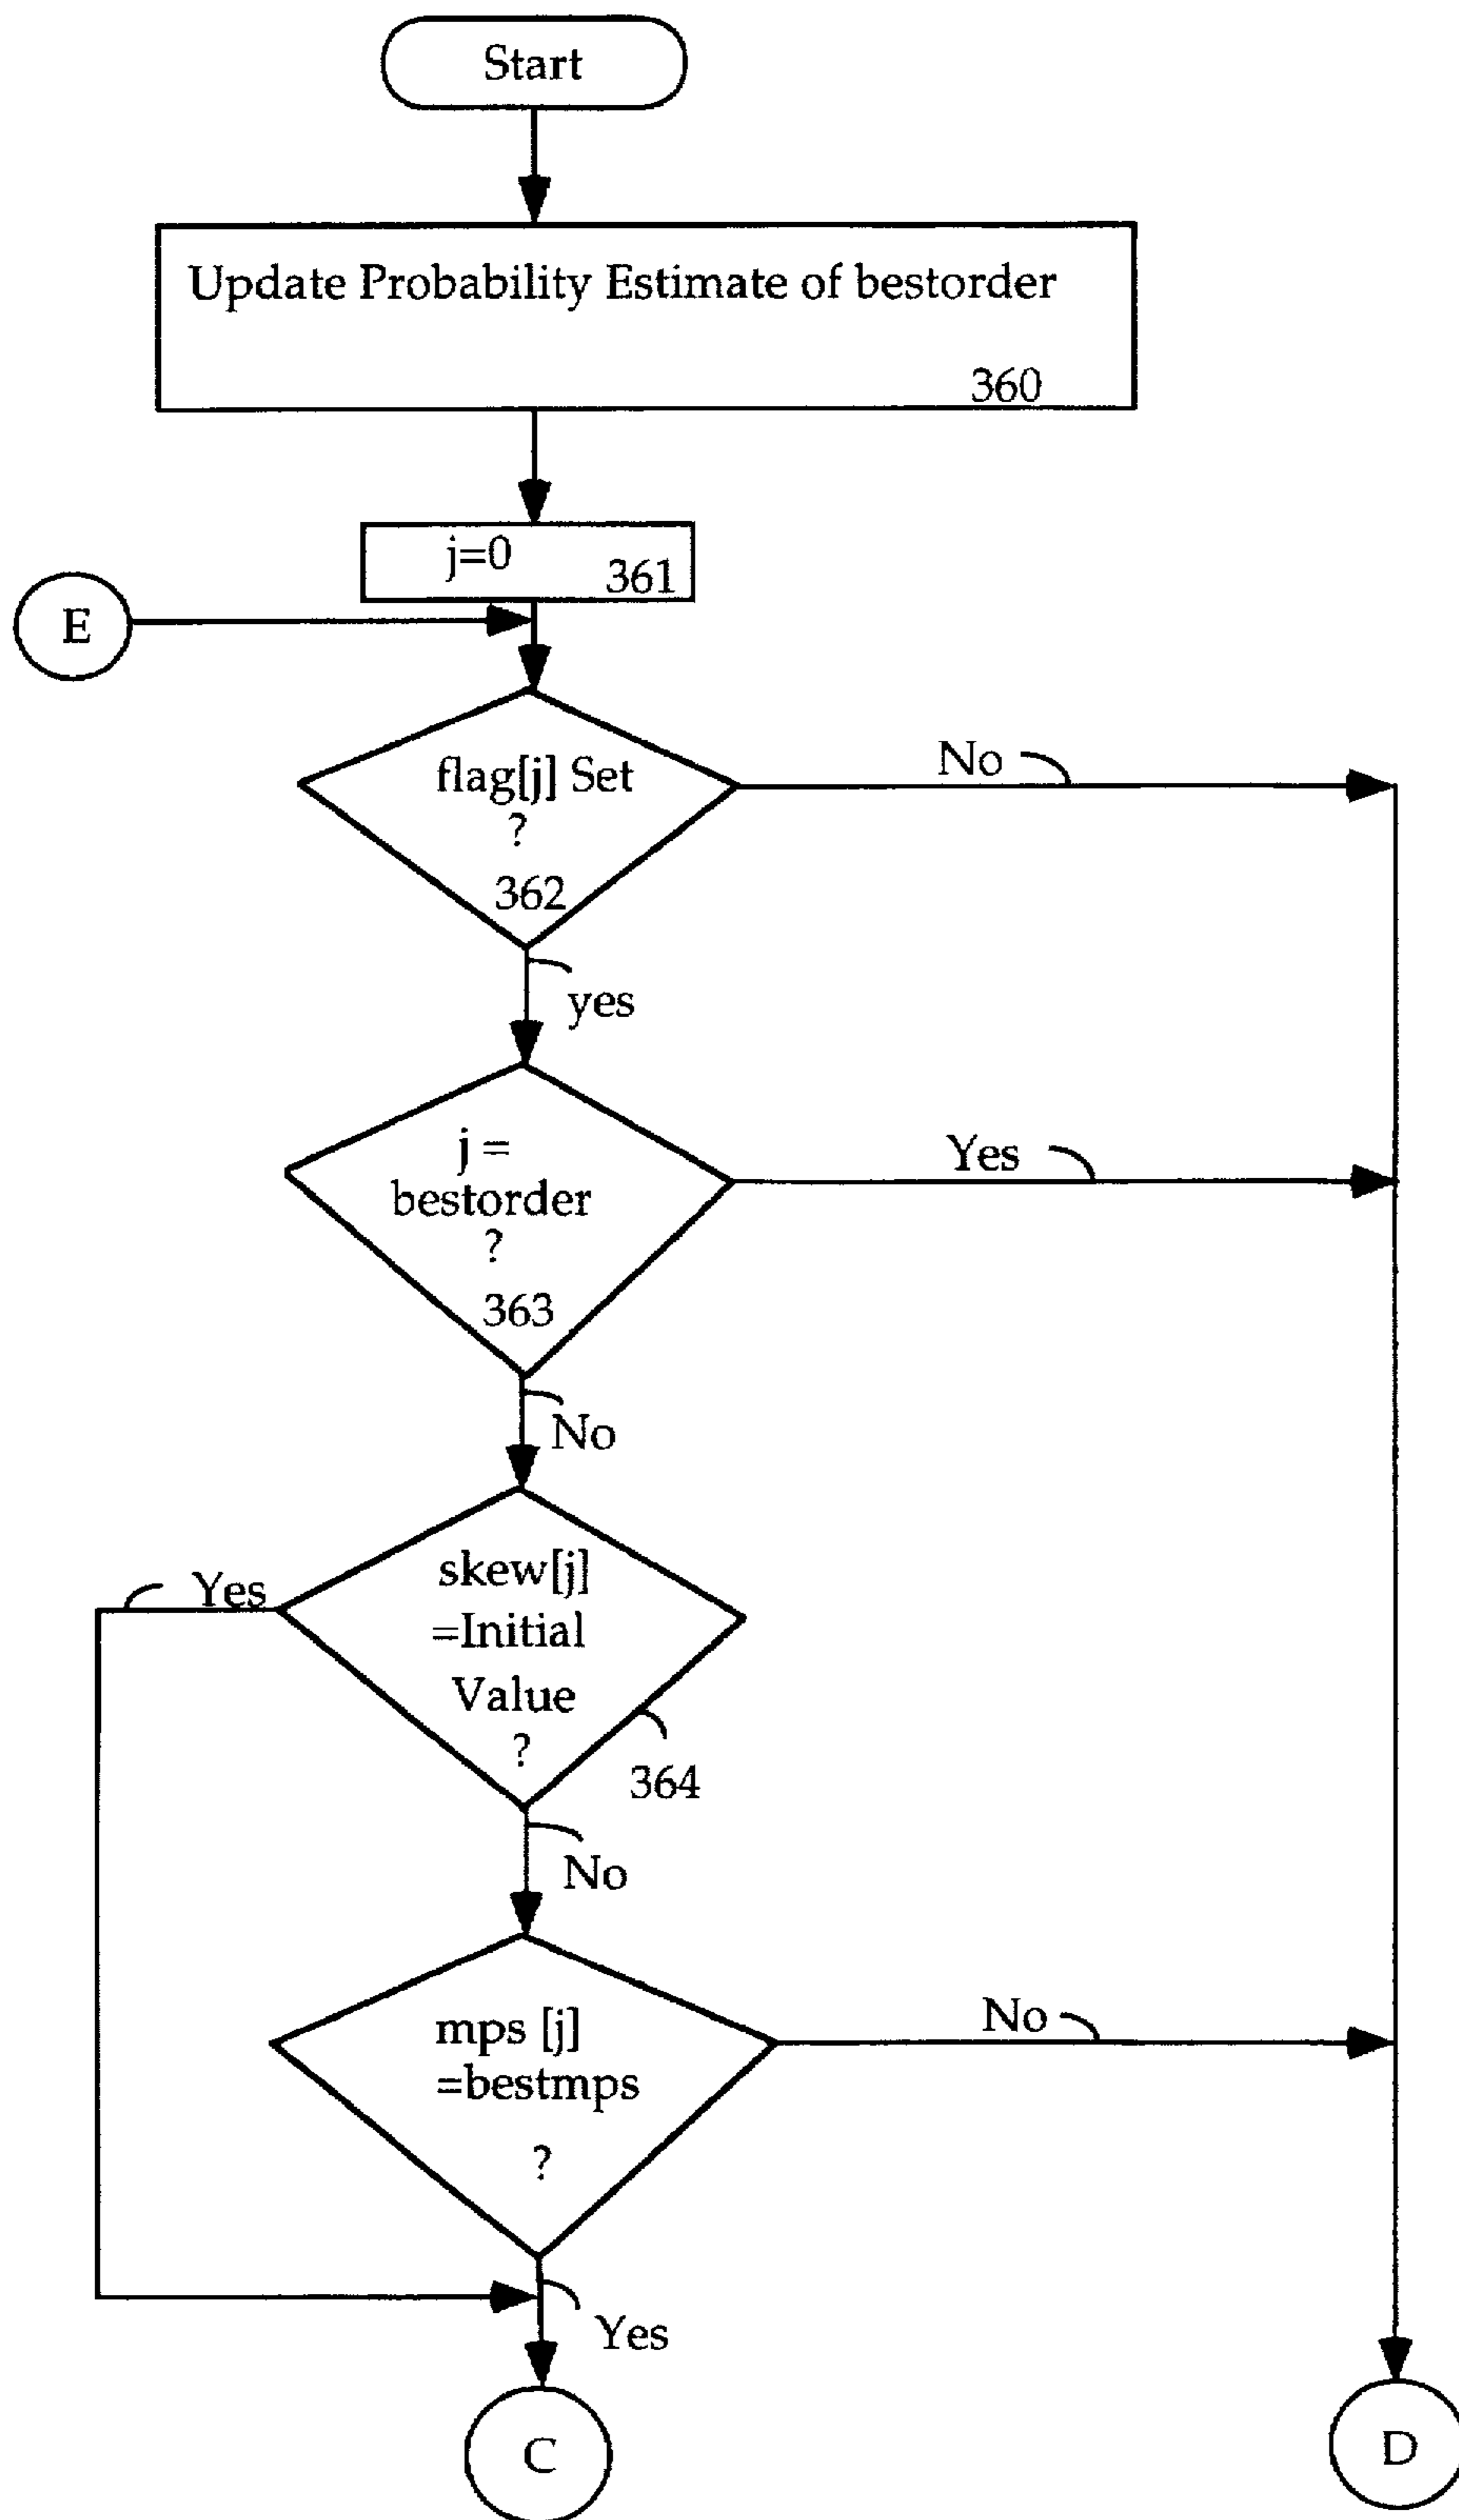 Start
Update Probability Estimate of bestorder
360
j=0
361
E
flag[j] Set
?
362
No
yes
j =
bestorder
?
363
Yes
No
skew[j]
=Initial
Value
?
364
Yes
No
mps [j]
=bestmps
?
No
Yes
C
D